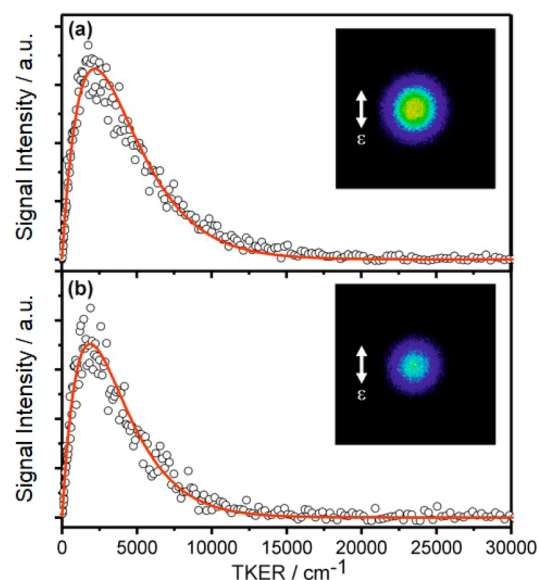 (a)
Signal Intensity / a.u.
ε
(b)
Signal Intensity / a.u.
ε
0 5000 10000 15000 20000 25000 30000
TKER / cm⁻¹